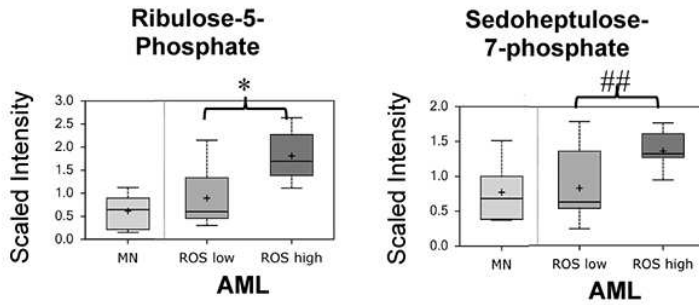 Ribulose-5-
Phosphate
Scaled Intensity
3.0
2.5
2.0
1.5
1.0
0.5
0.0
*
MN
ROS low
ROS high
AML
Sedoheptulose-
7-phosphate
Scaled Intensity
2.0
1.5
1.0
0.5
0.0
##
MN
ROS low
ROS high
AML